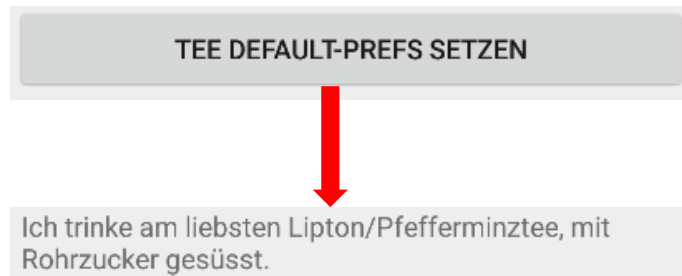 TEE DEFAULT-PREFS SETZEN
Ich trinke am liebsten Lipton/Pfefferminztee, mit
Rohrzucker gesüsst.